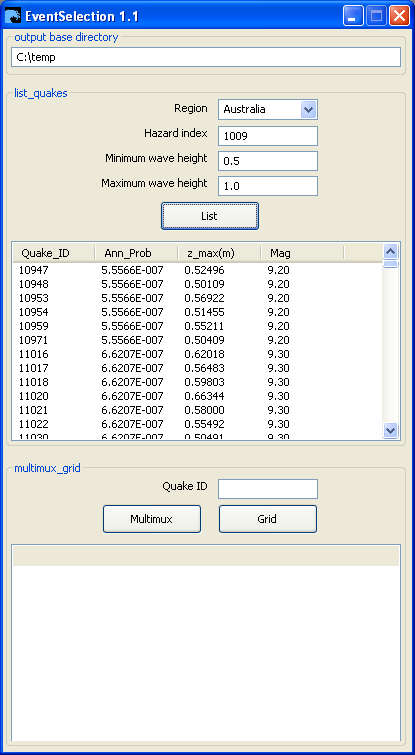 EventSelection 1.1
output base directory
C:\temp
list_quakes
Region Australia
Hazard index 1009
Minimum wave height 0.5
Maximum wave height 1.0
List
Quake_ID Ann_Prob z_max(m) Mag
10947 5.5566E-007 0.52496 9.20
10948 5.5566E-007 0.50109 9.20
10953 5.5566E-007 0.56922 9.20
10954 5.5566E-007 0.51455 9.20
10959 5.5566E-007 0.55211 9.20
10971 5.5566E-007 0.50409 9.20
11016 6.6207E-007 0.62018 9.30
11017 6.6207E-007 0.56483 9.30
11018 6.6207E-007 0.59803 9.30
11020 6.6207E-007 0.66344 9.30
11021 6.6207E-007 0.58000 9.30
11022 6.6207E-007 0.55492 9.30
11030 6.6207E-007 0.50491 9.30
multimux_grid
Quake ID
Multimux Grid